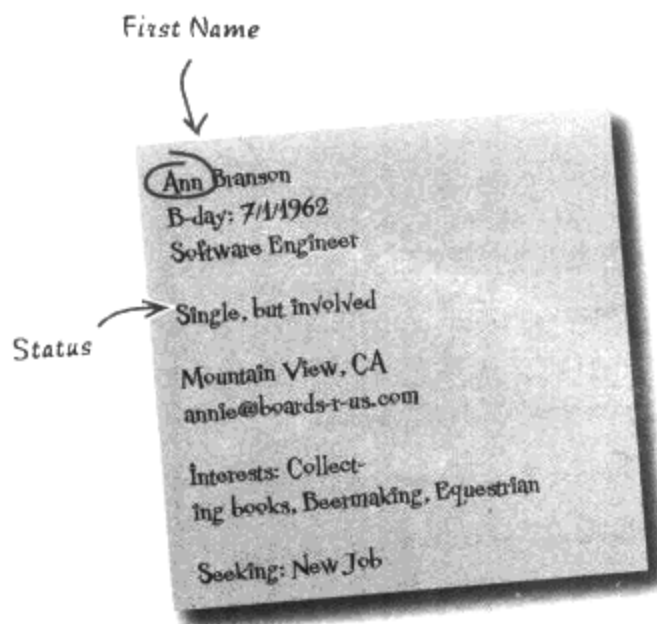 First Name
Ann Branson
B-day: 7/1/1962
Software Engineer
Single, but involved
Status
Mountain View, CA
annie@boards-r-us.com
Interests: Collect-
ing books, Beermaking, Equestrian
Seeking: New Job